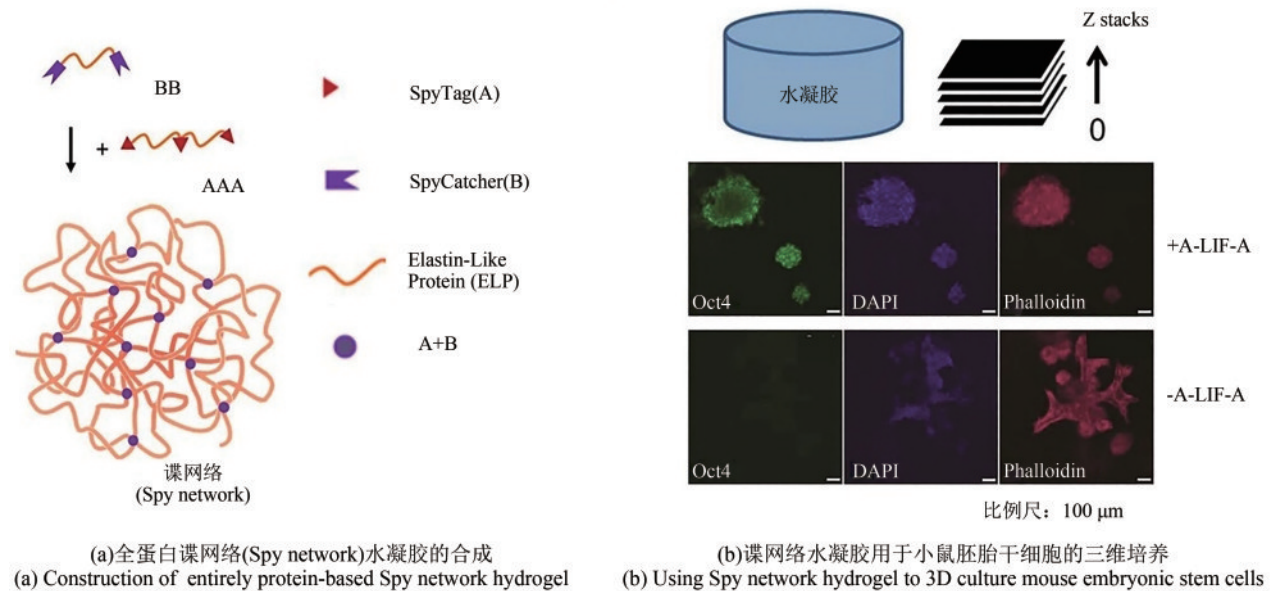 BB
+
AAA
谍网络
(Spy network)
SpyTag(A)
SpyCatcher(B)
Elastin-Like
Protein (ELP)
A+B
(a)全蛋白谍网络(Spy network)水凝胶的合成
(a) Construction of entirely protein-based Spy network hydrogel
水凝胶
Z stacks
0
Oct4
DAPI
Phalloidin
+A-LIF-A
Oct4
DAPI
Phalloidin
-A-LIF-A
比例尺：100 μm
(b)谍网络水凝胶用于小鼠胚胎干细胞的三维培养
(b) Using Spy network hydrogel to 3D culture mouse embryonic stem cells